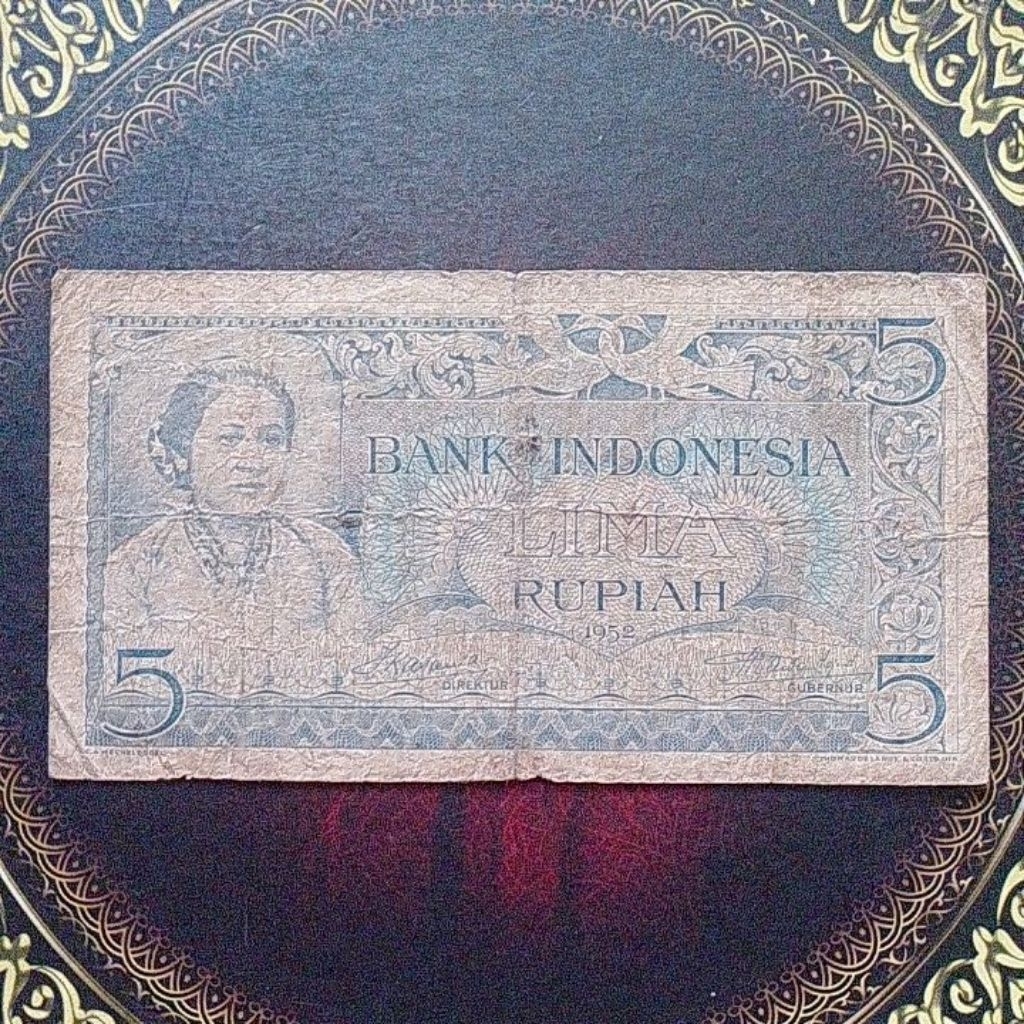 5
BANK INDONESIA
LIMA
RUPIAH
1952
DIREKTUR
GUBERNUR
5
5